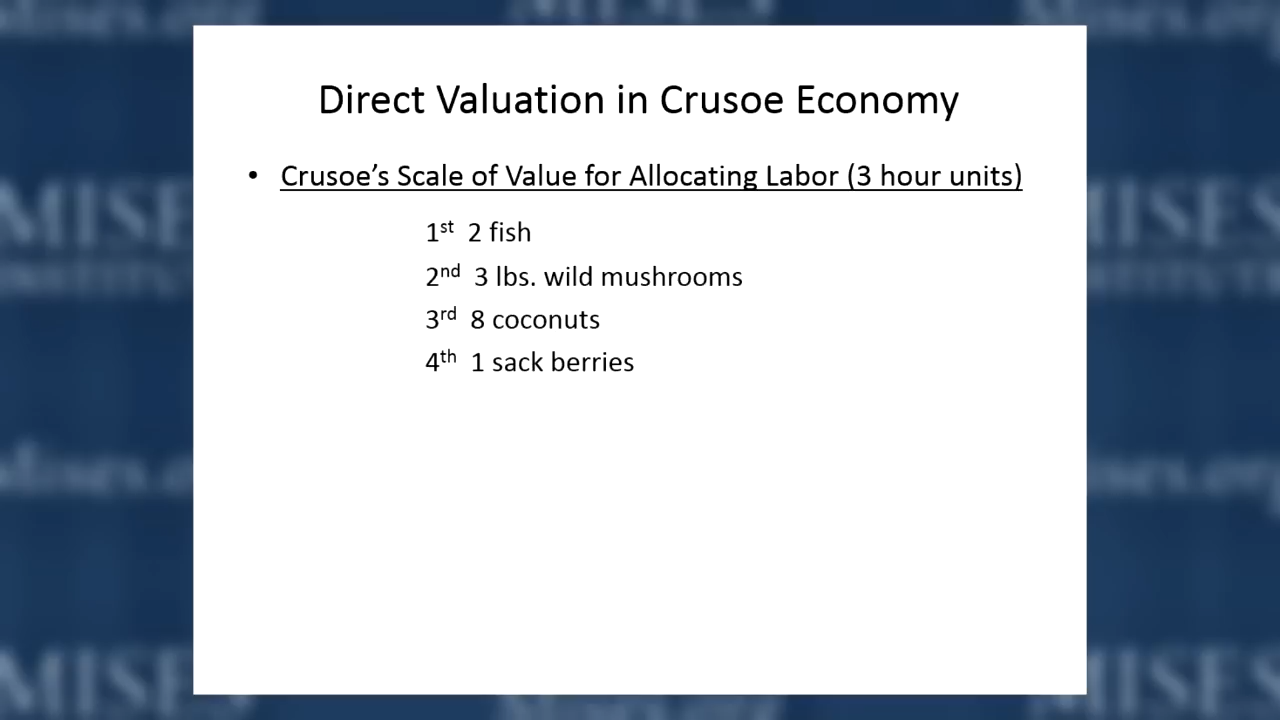 Direct Valuation in Crusoe Economy
• Crusoe’s Scale of Value for Allocating Labor (3 hour units)
1st 2 fish
2nd 3 lbs. wild mushrooms
3rd 8 coconuts
4th 1 sack berries